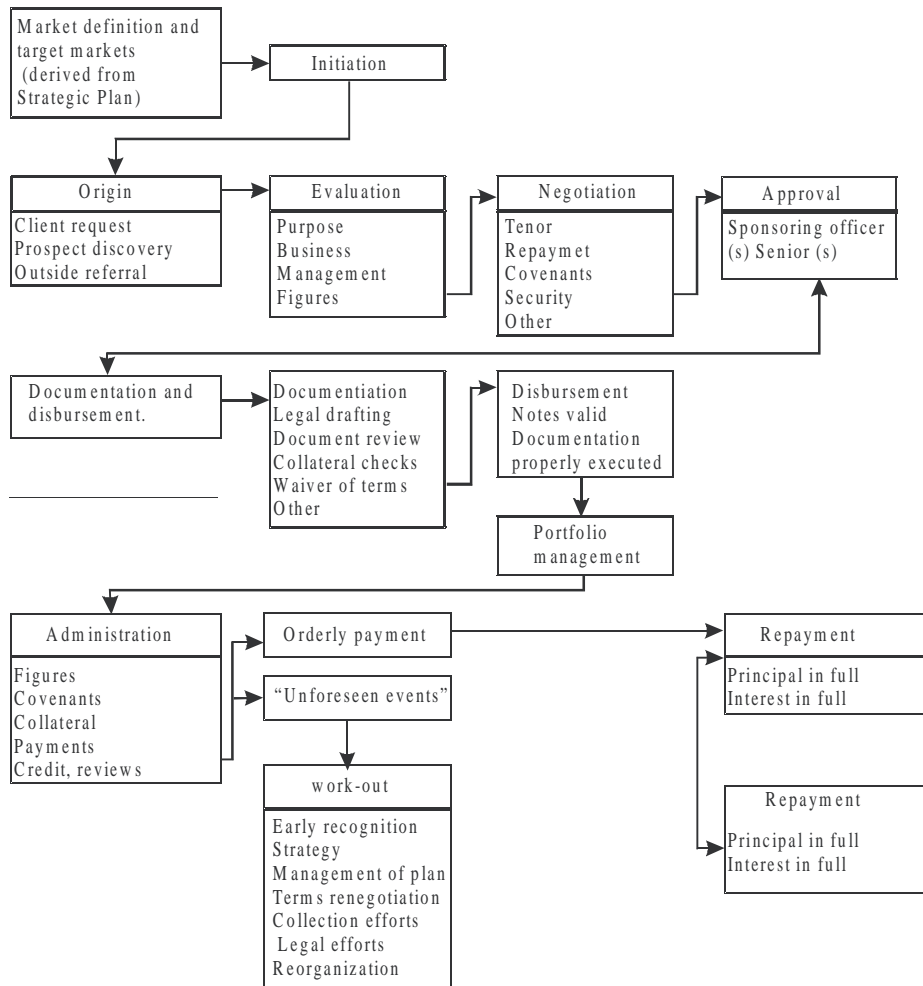 Market definition and
target markets
(derived from
Strategic Plan)
Initiation
Origin
Client request
Prospect discovery
Outside referral
Evaluation
Purpose
Business
Management
Figures
Negotiation
Tenor
Repaymet
Covenants
Security
Other
Approval
Sponsoring officer
(s) Senior (s)
Documentation and
disbursement.
Documentiation
Legal drafting
Document review
Collateral checks
Waiver of terms
Other
Disbursement
Notes valid
Documentation
properly executed
Portfolio
management
Administration
Figures
Covenants
Collateral
Payments
Credit, reviews
Orderly payment
“Unforeseen events”
work-out
Early recognition
Strategy
Management of plan
Terms renegotiation
Collection efforts
Legal efforts
Reorganization
Repayment
Principal in full
Interest in full
Repayment
Principal in full
Interest in full